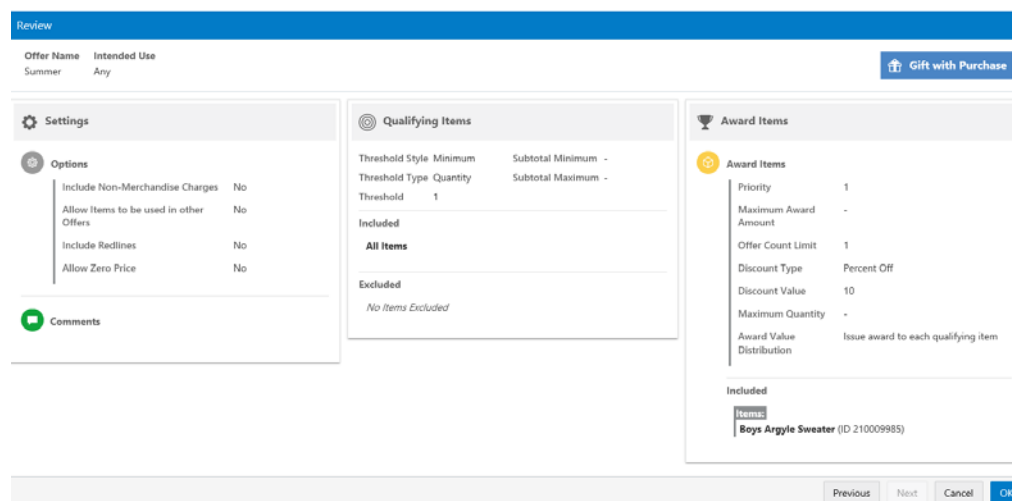 Review
Offer Name Intended Use
Summer Any
Gift with Purchase
Settings
Options
Include Non-Merchandise Charges No
Allow Items to be used in other No
Offers
Include Redlines No
Allow Zero Price No
Comments
Qualifying Items
Threshold Style Minimum Subtotal Minimum -
Threshold Type Quantity Subtotal Maximum -
Threshold 1
Included
All Items
Excluded
No Items Excluded
Award Items
Award Items
Priority 1
Maximum Award -
Amount
Offer Count Limit 1
Discount Type Percent Off
Discount Value 10
Maximum Quantity -
Award Value Issue award to each qualifying item
Distribution
Included
Items:
Boys Argyle Sweater (ID 210009985)
Previous Next Cancel OK